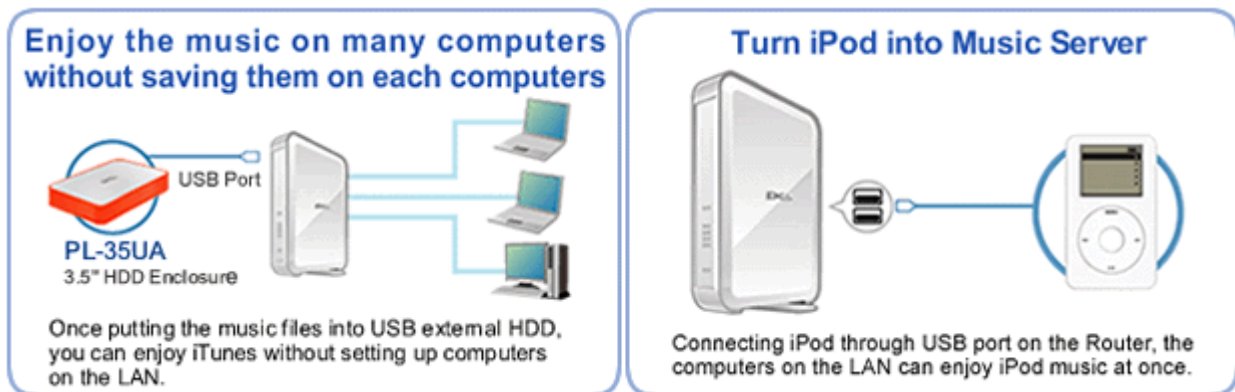 Enjoy the music on many computers
without saving them on each computers
USB Port
PL-35UA
3.5" HDD Enclosure
Once putting the music files into USB external HDD,
you can enjoy iTunes without setting up computers
on the LAN.
Turn iPod into Music Server
Connecting iPod through USB port on the Router, the
computers on the LAN can enjoy iPod music at once.